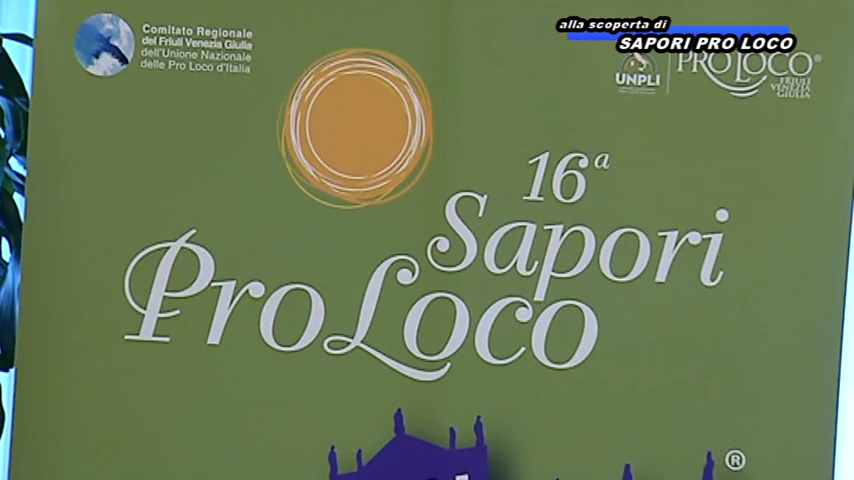 alla scoperta di
SAPORI PRO LOCO
Comitato Regionale
del Friuli Venezia Giulia
dell'Unione Nazionale
delle Pro Loco d'Italia
UNPLI
PROLOCO®
FRIULI
VENEZIA
GIULIA
16ª
Sapori
ProLoco
®